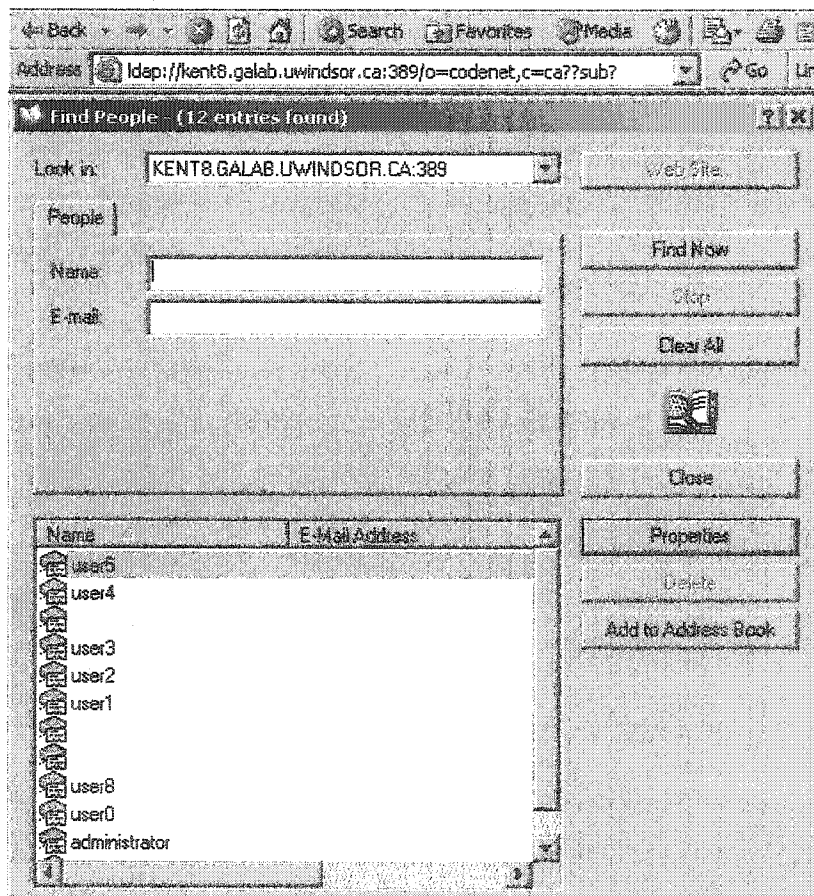 Back Search Favorites Media
Address ldap://kent8.galab.uwindsor.ca:389/o=codenet,c=ca??sub? Go
Find People - (12 entries found)
Look in: KENT8.GALAB.UWINDSOR.CA:389 Web Site...
People
Name: Find Now
E-mail: Stop
Clear All
Close
Name E-Mail Address Properties
user5
user4 Delete
Add to Address Book
user3
user2
user1
user8
user0
administrator